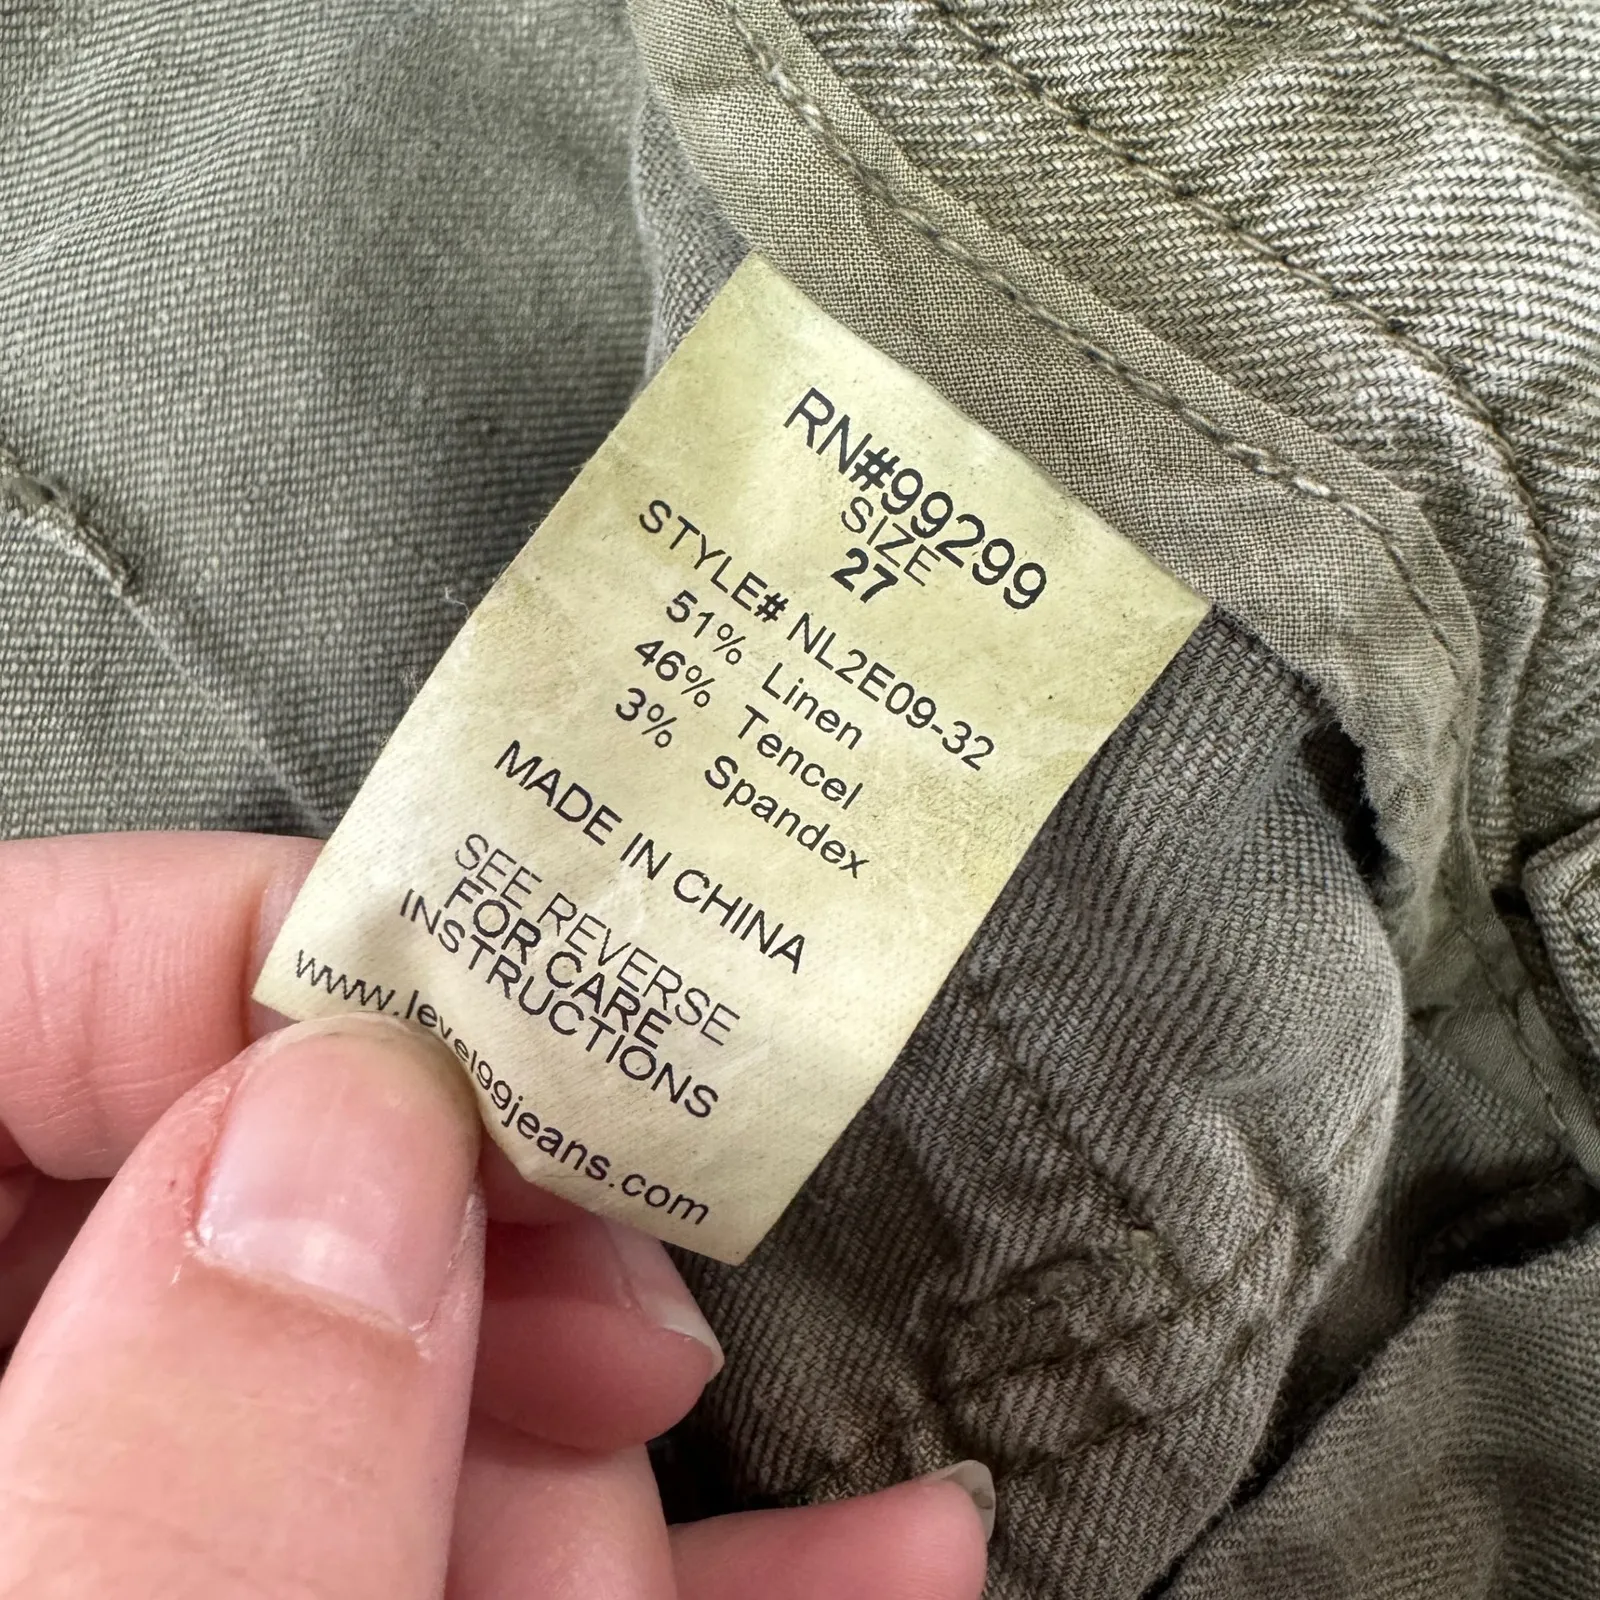 RN#99299
SIZE
27
STYLE# NL2E09-32
51% Linen
46% Tencel
3% Spandex
MADE IN CHINA
SEE REVERSE
FOR CARE
INSTRUCTIONS
www.level99jeans.com